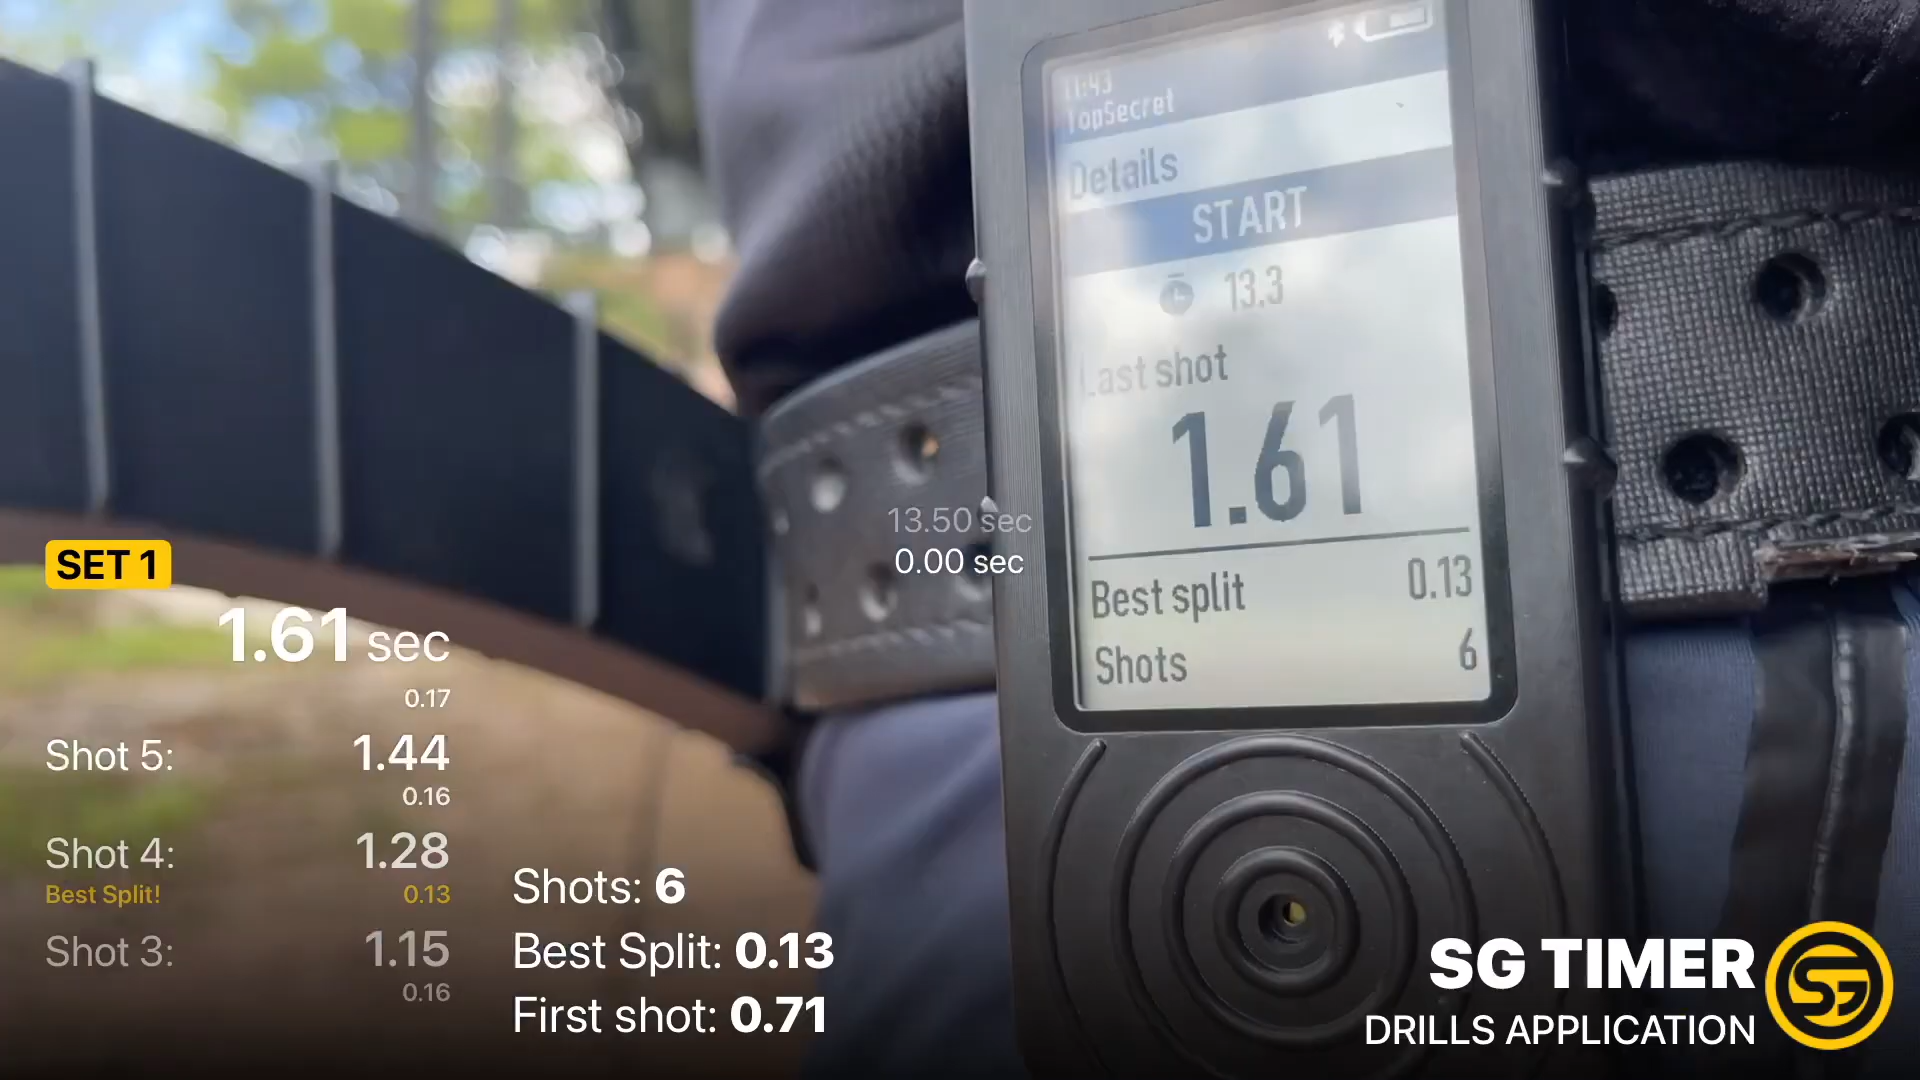 11:43
TopSecret
Details
START
13.3
Last shot
1.61
Best split 0.13
Shots 6
13.50 sec
0.00 sec
SET 1
1.61 sec
0.17
Shot 5: 1.44
0.16
Shot 4: 1.28
Best Split! 0.13
Shot 3: 1.15
0.16
Shots: 6
Best Split: 0.13
First shot: 0.71
SG TIMER
DRILLS APPLICATION
SG